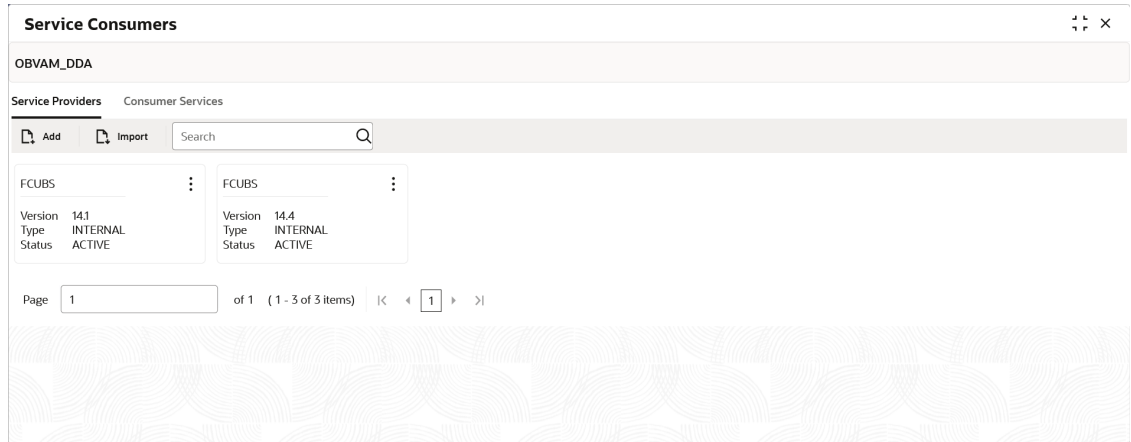 Service Consumers
OBVAM_DDA
Service Providers Consumer Services
Add Import Search
FCUBS FCUBS
Version 14.1 Version 14.4
Type INTERNAL Type INTERNAL
Status ACTIVE Status ACTIVE
Page 1 of 1 ( 1 - 3 of 3 items) 1